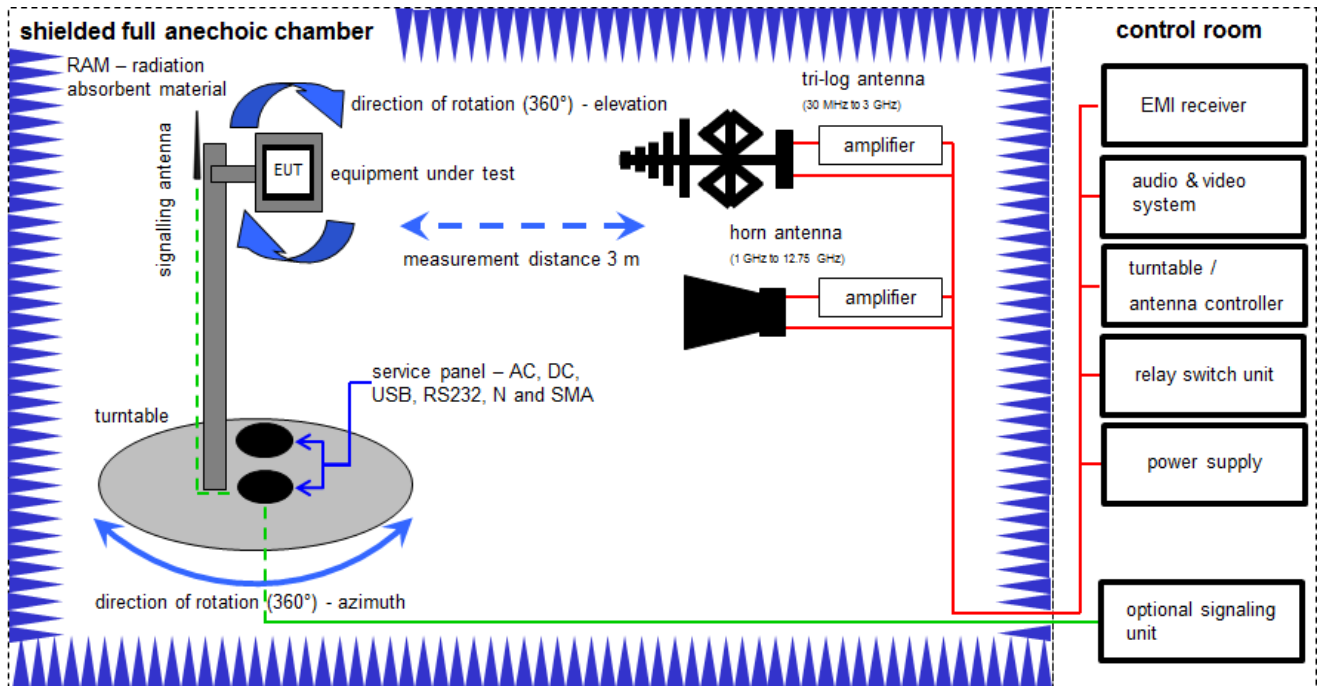 shielded full anechoic chamber
control room
RAM – radiation
absorbent material
signalling antenna
direction of rotation (360°) - elevation
EUT
equipment under test
measurement distance 3 m
tri-log antenna
(30 MHz to 3 GHz)
amplifier
horn antenna
(1 GHz to 12.75 GHz)
amplifier
service panel – AC, DC,
USB, RS232, N and SMA
turntable
direction of rotation (360°) - azimuth
EMI receiver
audio & video
system
turntable /
antenna controller
relay switch unit
power supply
optional signaling
unit